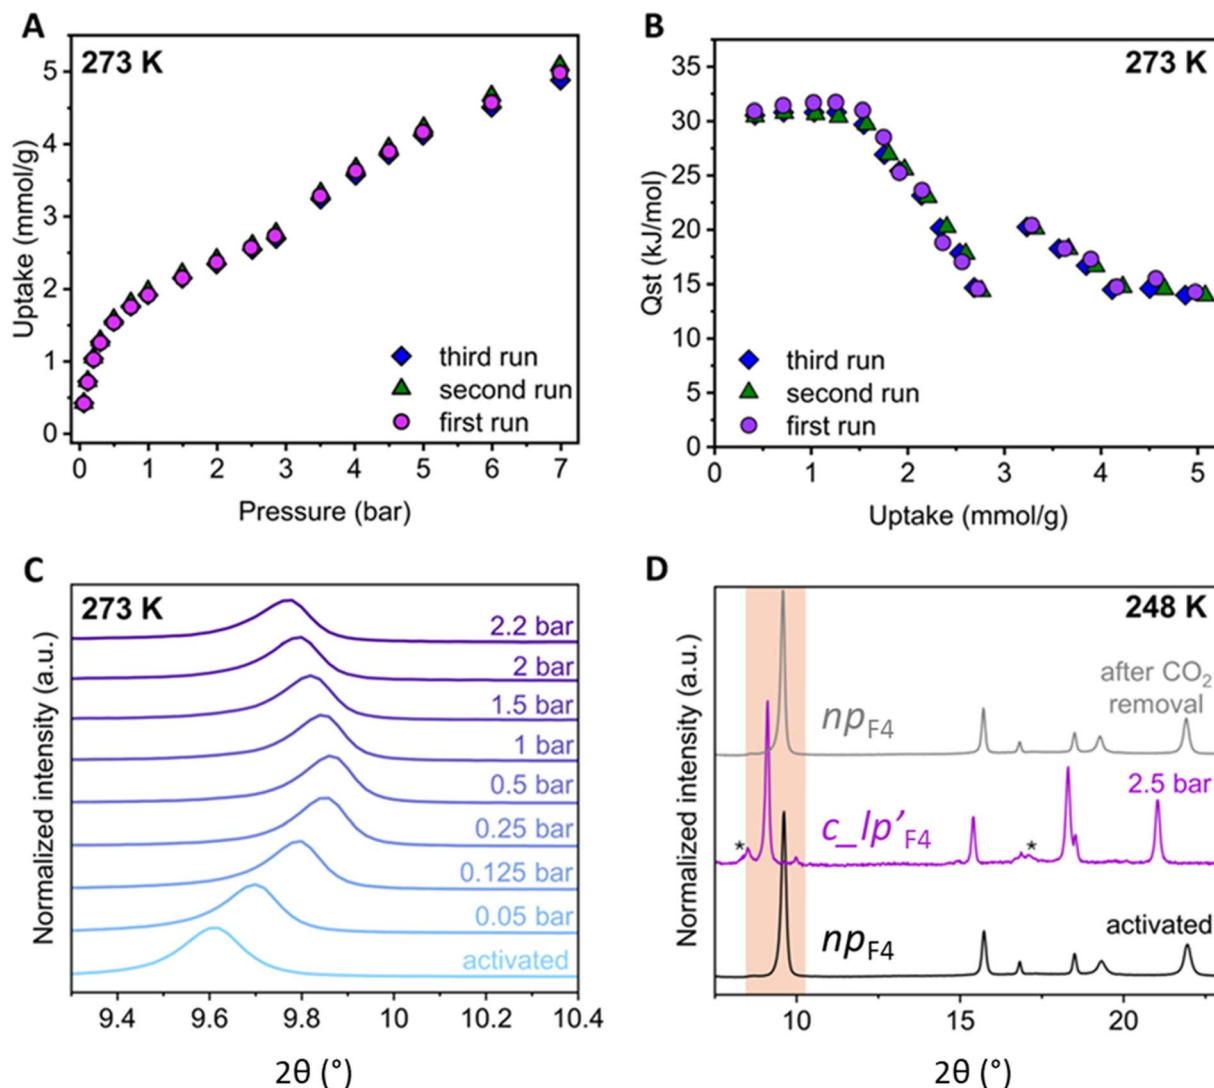 A
273 K
5
4
3
2
1
0
Uptake (mmol/g)
third run
second run
first run
0 1 2 3 4 5 6 7
Pressure (bar)
B
273 K
35
30
25
20
15
10
5
0
Qst (kJ/mol)
third run
second run
first run
0 1 2 3 4 5
Uptake (mmol/g)
C
273 K
Normalized intensity (a.u.)
2.2 bar
2 bar
1.5 bar
1 bar
0.5 bar
0.25 bar
0.125 bar
0.05 bar
activated
9.4 9.6 9.8 10 10.2 10.4
2θ (°)
D
248 K
Normalized intensity (a.u.)
after CO₂
removal
np F4
2.5 bar
* c_lp’F4 *
activated
np F4
10 15 20
2θ (°)